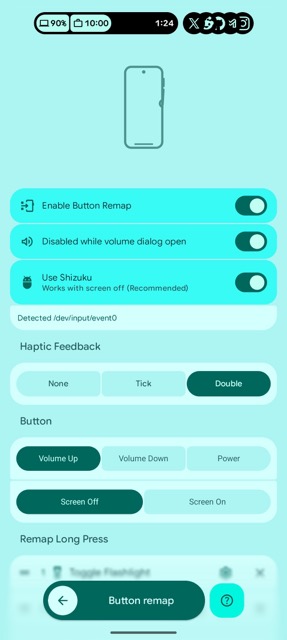 90% 10:00 1:24
Enable Button Remap
Disabled while volume dialog open
Use Shizuku
Works with screen off (Recommended)
Detected /dev/input/event0
Haptic Feedback
None Tick Double
Button
Volume Up Volume Down Power
Screen Off Screen On
Remap Long Press
1 Toggle Flashlight
Button remap